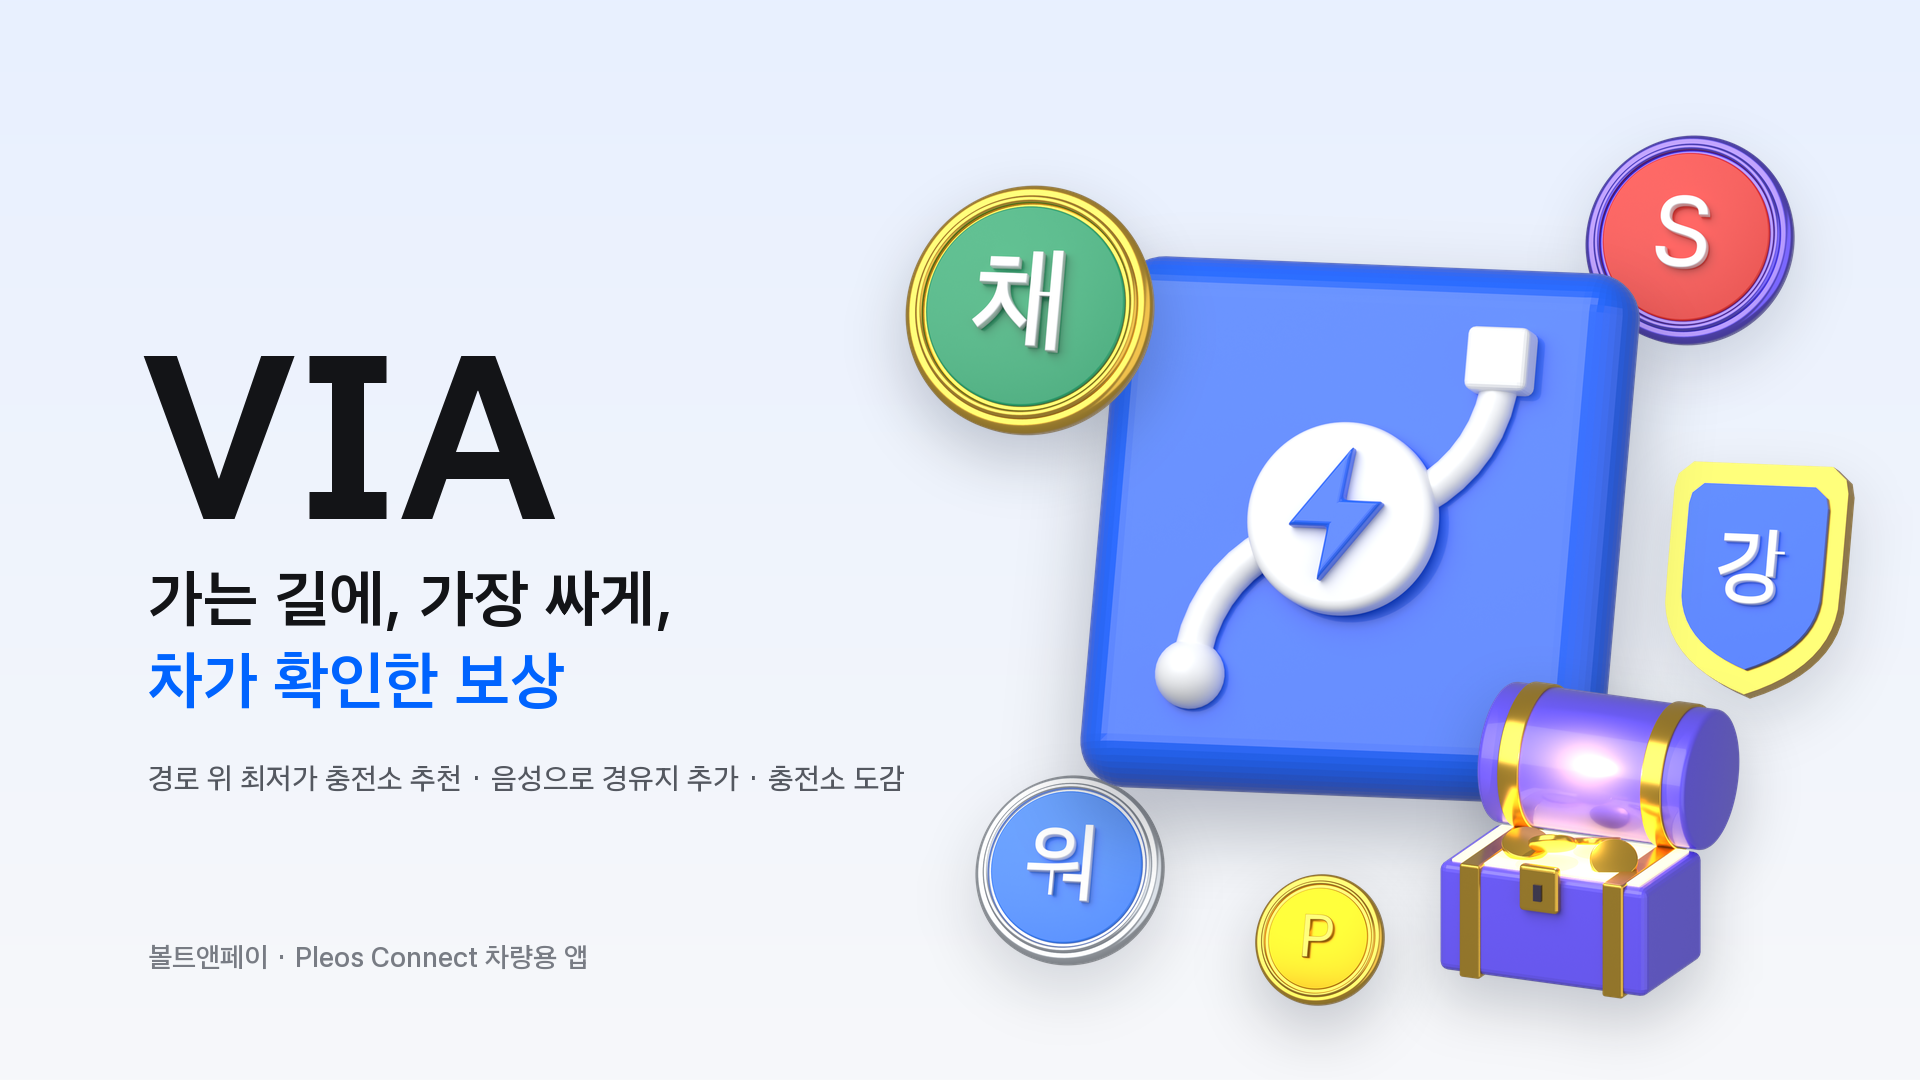 VIA
가는 길에, 가장 싸게,
차가 확인한 보상
경로 위 최저가 충전소 추천 · 음성으로 경유지 추가 · 충전소 도감
볼트앤페이 · Pleos Connect 차량용 앱
채
S
강
워
P